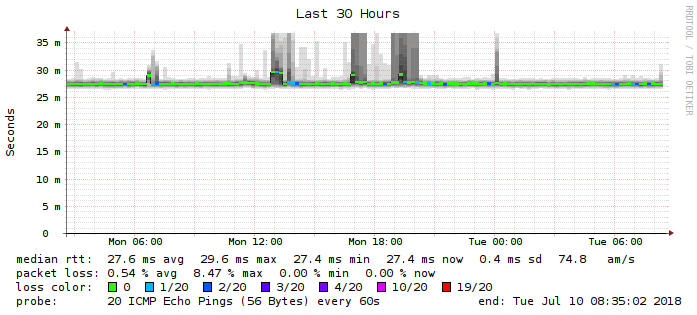 Last 30 Hours
RRDTOOL / TOBI OETIKER
Seconds
35 m
30 m
25 m
20 m
15 m
10 m
5 m
0
Mon 06:00 Mon 12:00 Mon 18:00 Tue 00:00 Tue 06:00
median rtt: 27.6 ms avg 29.6 ms max 27.4 ms min 27.4 ms now 0.4 ms sd 74.8 am/s
packet loss: 0.54 % avg 8.47 % max 0.00 % min 0.00 % now
loss color: 0 1/20 2/20 3/20 4/20 10/20 19/20
probe: 20 ICMP Echo Pings (56 Bytes) every 60s end: Tue Jul 10 08:35:02 2018